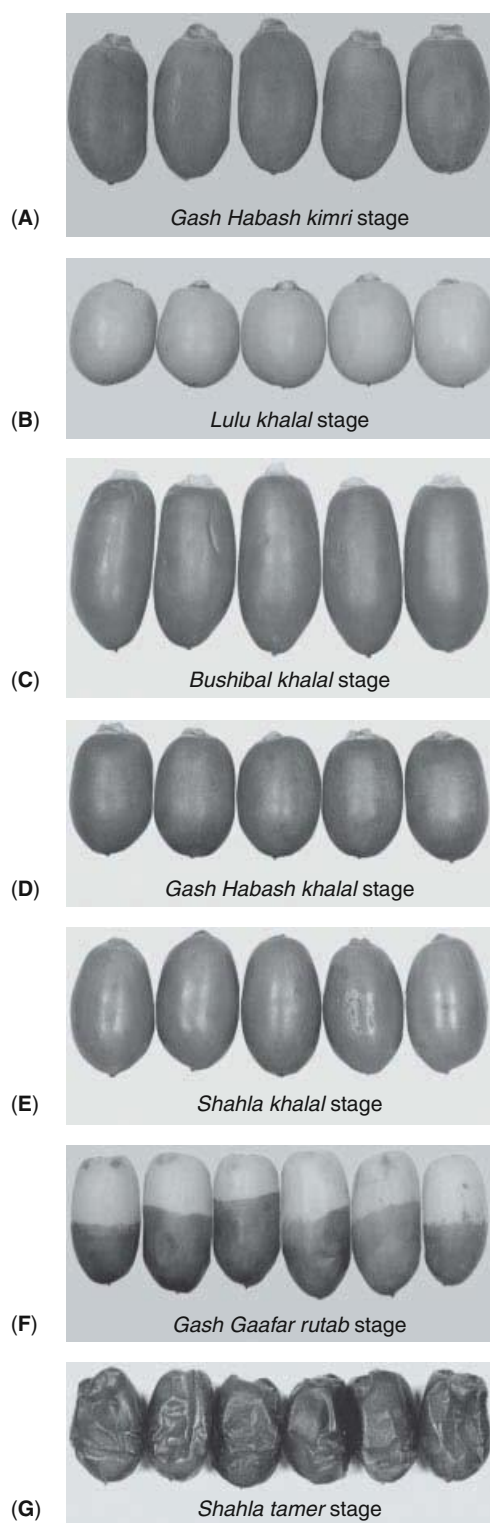 (A) Gash Habash kimri stage
(B) Lulu khalal stage
(C) Bushibal khalal stage
(D) Gash Habash khalal stage
(E) Shahla khalal stage
(F) Gash Gaafar rutab stage
(G) Shahla tamer stage